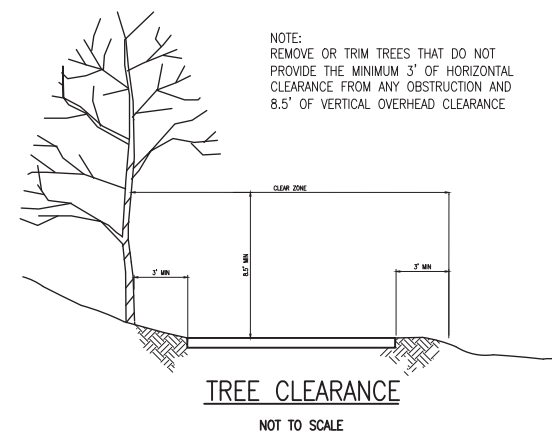 NOTE:
REMOVE OR TRIM TREES THAT DO NOT
PROVIDE THE MINIMUM 3' OF HORIZONTAL
CLEARANCE FROM ANY OBSTRUCTION AND
8.5' OF VERTICAL OVERHEAD CLEARANCE
CLEAR ZONE
8.5' MIN
3' MIN
3' MIN
TREE CLEARANCE
NOT TO SCALE